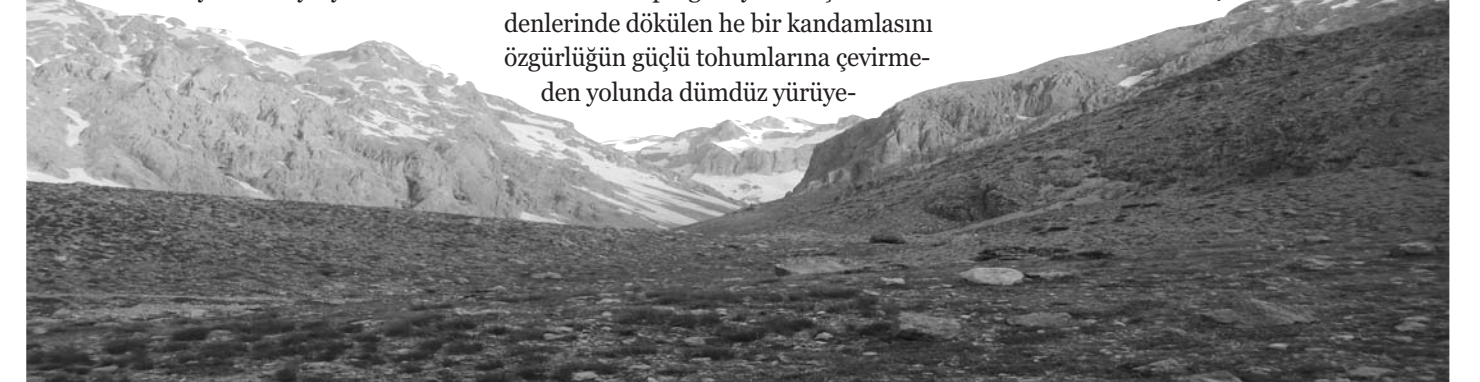 denlerinde dökülen he bir kandamlasını
özgürlüğün güçlü tohumlarına çevirme-
den yolunda dümdüz yürüye-